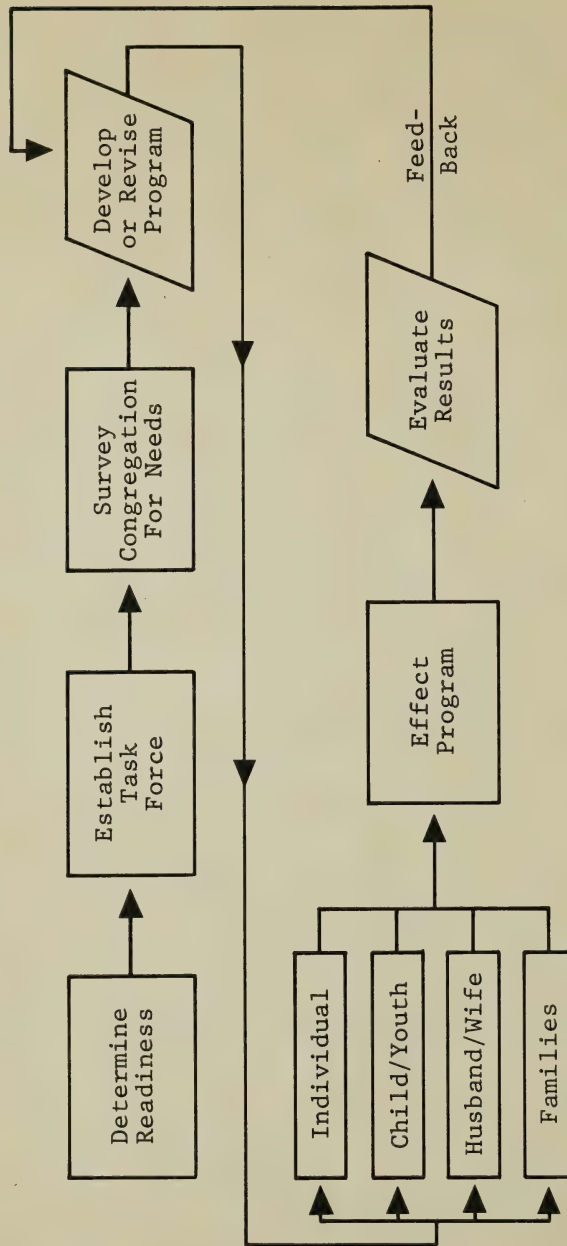 Determine
Readiness
Establish
Task
Force
Survey
Congregation
For Needs
Develop
or Revise
Program
Individual
Child/Youth
Husband/Wife
Families
Effect
Program
Evaluate
Results
Feed-
Back